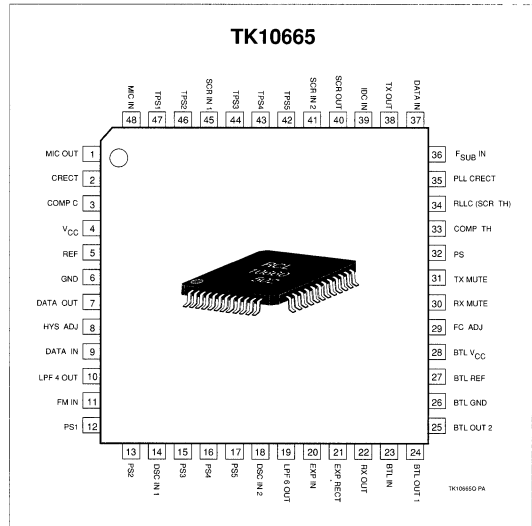 TK10665
MIC IN
TPS1
TPS2
SCR IN 1
TPS3
TPS4
TPS5
SCR IN 2
SCR OUT
IDC IN
TX OUT
DATA IN
48 47 46 45 44 43 42 41 40 39 38 37
MIC OUT 1
CRECT 2
COMP C 3
VCC 4
REF 5
GND 6
DATA OUT 7
HYS ADJ 8
DATA IN 9
LPF 4 OUT 10
FM IN 11
PS1 12
36 FSUB IN
35 PLL CRECT
34 RLLC (SCR TH)
33 COMP TH
32 PS
31 TX MUTE
30 RX MUTE
29 FC ADJ
28 BTL VCC
27 BTL REF
26 BTL GND
25 BTL OUT 2
13 14 15 16 17 18 19 20 21 22 23 24
PS2
DSC IN 1
PS3
PS4
PS5
DSC IN 2
LPF 6 OUT
EXP IN
EXP RECT
RX OUT
BTL IN
BTL OUT 1
TK10665Q PA